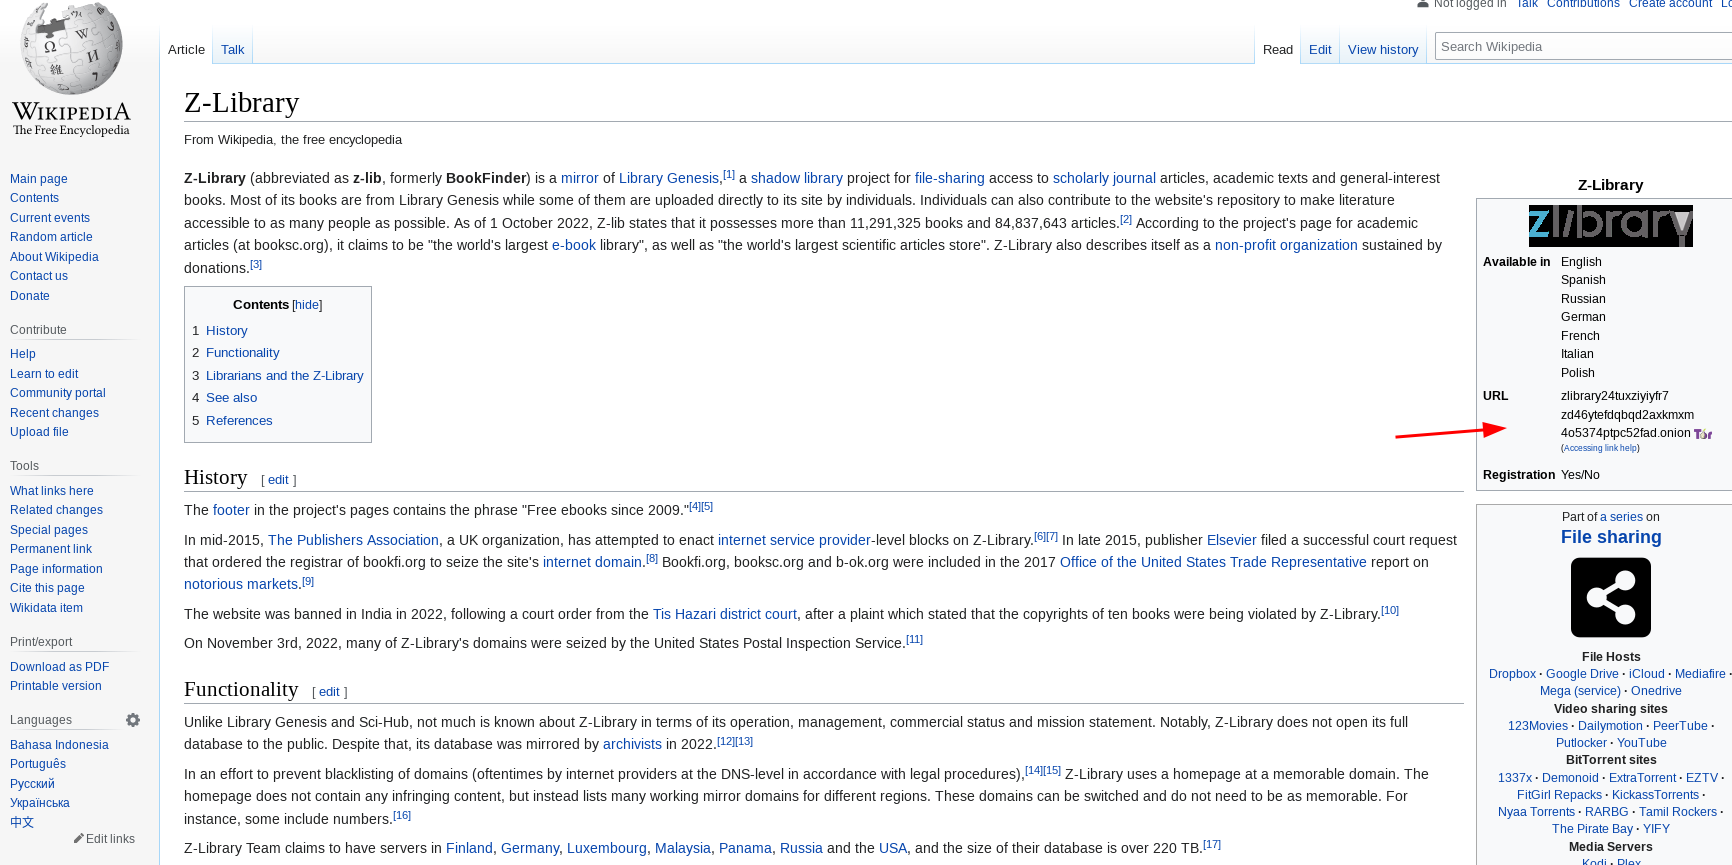 Not logged in Talk Contributions Create account
Article Talk
Read Edit View history Search Wikipedia
WIKIPEDIA
The Free Encyclopedia
Main page
Contents
Current events
Random article
About Wikipedia
Contact us
Donate
Contribute
Help
Learn to edit
Community portal
Recent changes
Upload file
Tools
What links here
Related changes
Special pages
Permanent link
Page information
Cite this page
Wikidata item
Print/export
Download as PDF
Printable version
Languages
Bahasa Indonesia
Português
Русский
Українська
中文
Edit links
Z-Library
From Wikipedia, the free encyclopedia
Z-Library (abbreviated as z-lib, formerly BookFinder) is a mirror of Library Genesis,[1] a shadow library project for file-sharing access to scholarly journal articles, academic texts and general-interest
books. Most of its books are from Library Genesis while some of them are uploaded directly to its site by individuals. Individuals can also contribute to the website's repository to make literature
accessible to as many people as possible. As of 1 October 2022, Z-lib states that it possesses more than 11,291,325 books and 84,837,643 articles.[2] According to the project's page for academic
articles (at booksc.org), it claims to be "the world's largest e-book library", as well as "the world's largest scientific articles store". Z-Library also describes itself as a non-profit organization sustained by
donations.[3]
Contents [hide]
1 History
2 Functionality
3 Librarians and the Z-Library
4 See also
5 References
History [ edit ]
The footer in the project's pages contains the phrase "Free ebooks since 2009."[4][5]
In mid-2015, The Publishers Association, a UK organization, has attempted to enact internet service provider-level blocks on Z-Library.[6][7] In late 2015, publisher Elsevier filed a successful court request
that ordered the registrar of bookfi.org to seize the site's internet domain.[8] Bookfi.org, booksc.org and b-ok.org were included in the 2017 Office of the United States Trade Representative report on
notorious markets.[9]
The website was banned in India in 2022, following a court order from the Tis Hazari district court, after a plaint which stated that the copyrights of ten books were being violated by Z-Library.[10]
On November 3rd, 2022, many of Z-Library's domains were seized by the United States Postal Inspection Service.[11]
Functionality [ edit ]
Unlike Library Genesis and Sci-Hub, not much is known about Z-Library in terms of its operation, management, commercial status and mission statement. Notably, Z-Library does not open its full
database to the public. Despite that, its database was mirrored by archivists in 2022.[12][13]
In an effort to prevent blacklisting of domains (oftentimes by internet providers at the DNS-level in accordance with legal procedures),[14][15] Z-Library uses a homepage at a memorable domain. The
homepage does not contain any infringing content, but instead lists many working mirror domains for different regions. These domains can be switched and do not need to be as memorable. For
instance, some include numbers.[16]
Z-Library Team claims to have servers in Finland, Germany, Luxembourg, Malaysia, Panama, Russia and the USA, and the size of their database is over 220 TB.[17]
Z-Library
zlibrary
Available in English
Spanish
Russian
German
French
Italian
Polish
URL zlibrary24tuxziyiyfr7
zd46ytefdqbqd2axkmxm
4o5374ptpc52fad.onion Tor
(Accessing link help)
Registration Yes/No
Part of a series on
File sharing
File Hosts
Dropbox · Google Drive · iCloud · Mediafire ·
Mega (service) · Onedrive
Video sharing sites
123Movies · Dailymotion · PeerTube ·
Putlocker · YouTube
BitTorrent sites
1337x · Demonoid · ExtraTorrent · EZTV ·
FitGirl Repacks · KickassTorrents ·
Nyaa Torrents · RARBG · Tamil Rockers ·
The Pirate Bay · YIFY
Media Servers
Kodi · Plex